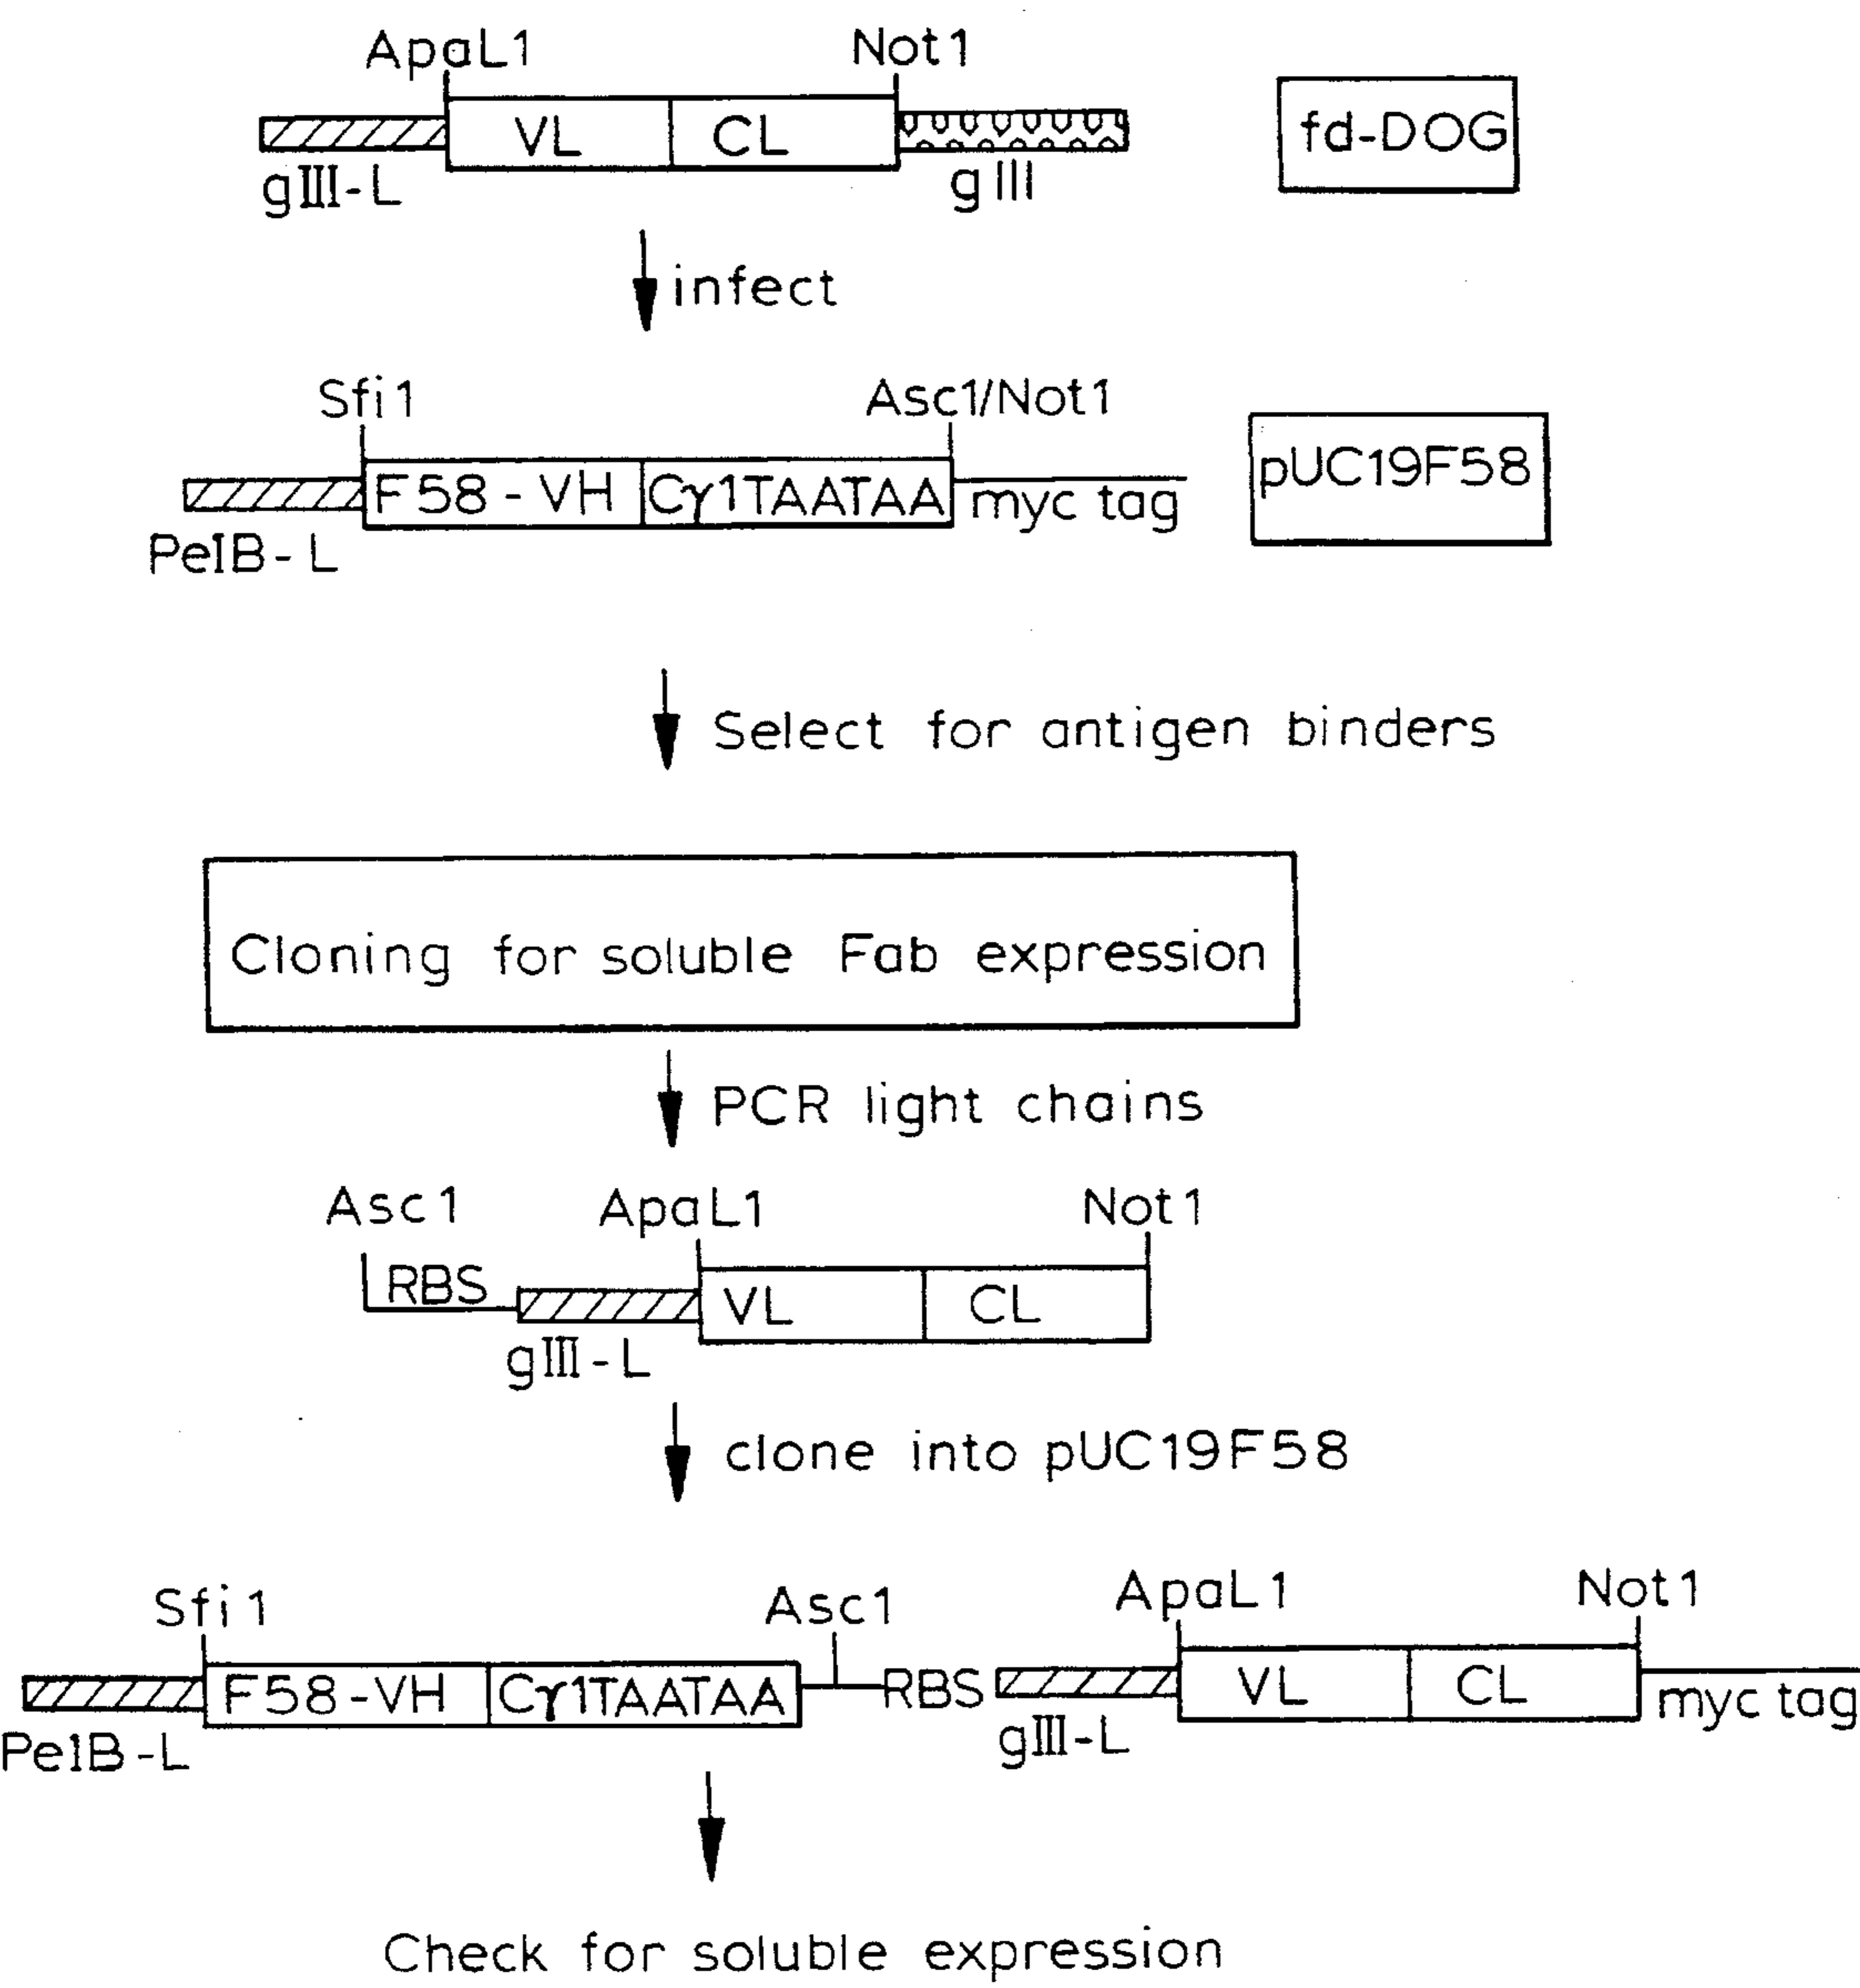 ApaL1 Not1
VL CL
fd-DOG
gIII-L gIII
infect
Sfi1 Asc1/Not1
F58-VH Cγ1TAATAA myc tag
pUC19F58
PelB-L
Select for antigen binders
Cloning for soluble Fab expression
PCR light chains
Asc1 ApaL1 Not1
RBS VL CL
gIII-L
clone into pUC19F58
Sfi1 Asc1 ApaL1 Not1
F58-VH Cγ1TAATAA RBS VL CL myc tag
Pe1B-L gIII-L
Check for soluble expression